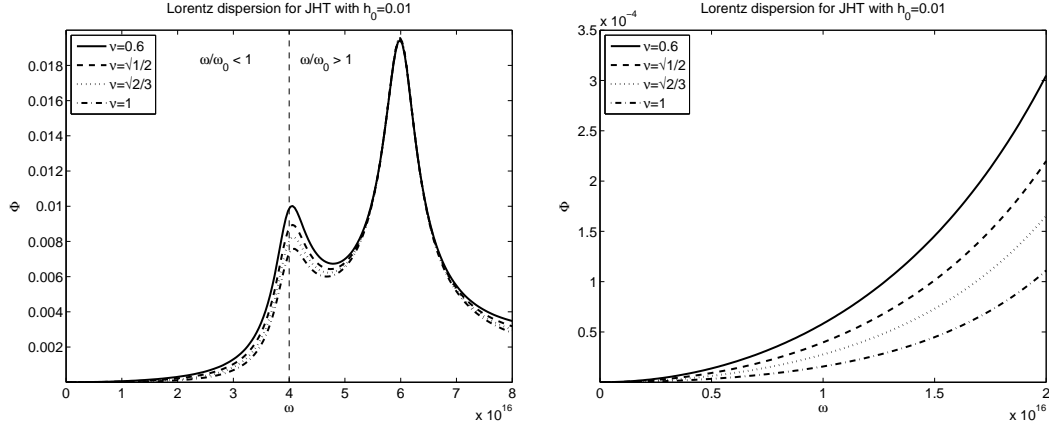 Lorentz dispersion for JHT with h₀=0.01
ν=0.6
ν=√1/2
ν=√2/3
ν=1
ω/ω₀ < 1
ω/ω₀ > 1
0.018
0.016
0.014
0.012
0.01
0.008
0.006
0.004
0.002
Φ
0 1 2 3 4 5 6 7 8
ω
x 10¹⁶
Lorentz dispersion for JHT with h₀=0.01
x 10⁻⁴
ν=0.6
ν=√1/2
ν=√2/3
ν=1
3.5
3
2.5
2
1.5
1
0.5
Φ
0 0.5 1 1.5 2
ω
x 10¹⁶